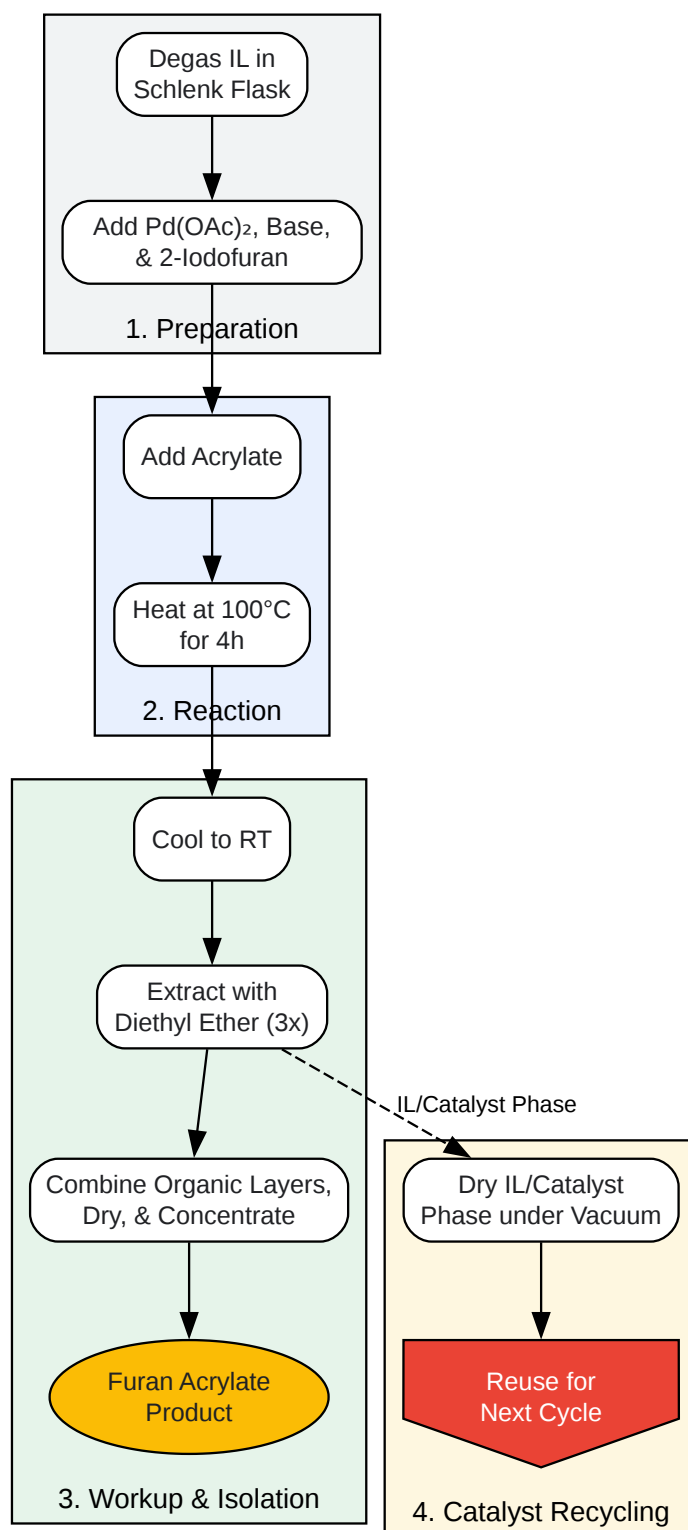 Degas IL in
Schlenk Flask
Add Pd(OAc)₂, Base,
& 2-Iodofuran
1. Preparation
Add Acrylate
Heat at 100°C
for 4h
2. Reaction
Cool to RT
Extract with
Diethyl Ether (3x)
IL/Catalyst Phase
Combine Organic Layers,
Dry, & Concentrate
Dry IL/Catalyst
Phase under Vacuum
Furan Acrylate
Product
Reuse for
Next Cycle
3. Workup & Isolation
4. Catalyst Recycling